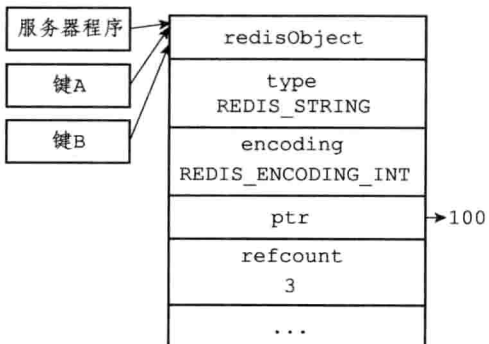 服务器程序
键A
键B
redisObject
type
REDIS_STRING
encoding
REDIS_ENCODING_INT
ptr
100
refcount
3
...